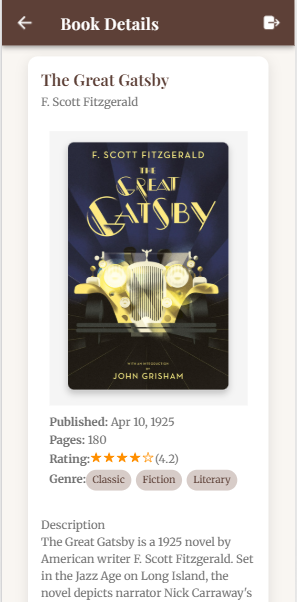 Book Details
The Great Gatsby
F. Scott Fitzgerald
F. SCOTT FITZGERALD
THE
GREAT
GATSBY
WITH AN INTRODUCTION
BY
JOHN GRISHAM
Published: Apr 10, 1925
Pages: 180
Rating:★★★★☆(4.2)
Genre: Classic Fiction Literary
Description
The Great Gatsby is a 1925 novel by
American writer F. Scott Fitzgerald. Set
in the Jazz Age on Long Island, the
novel depicts narrator Nick Carraway's